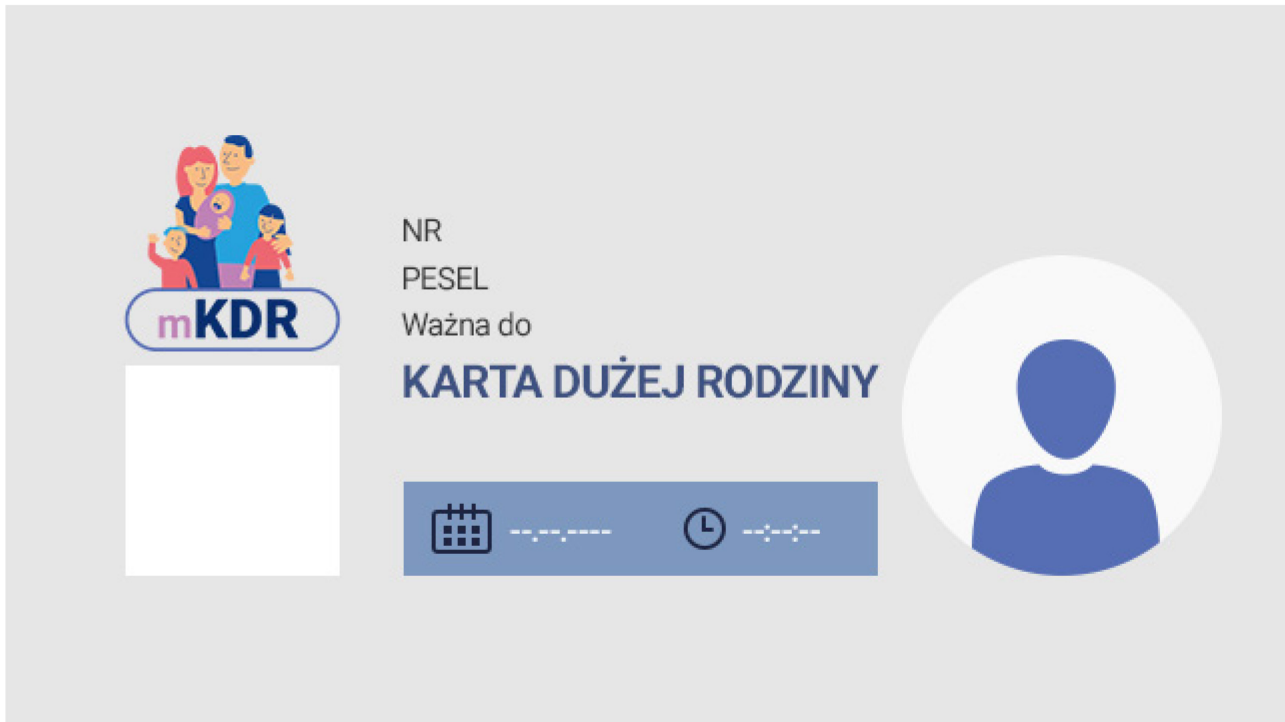 mKDR
NR
PESEL
Ważna do
KARTA DUŻEJ RODZINY
--.--.---- --:--:--